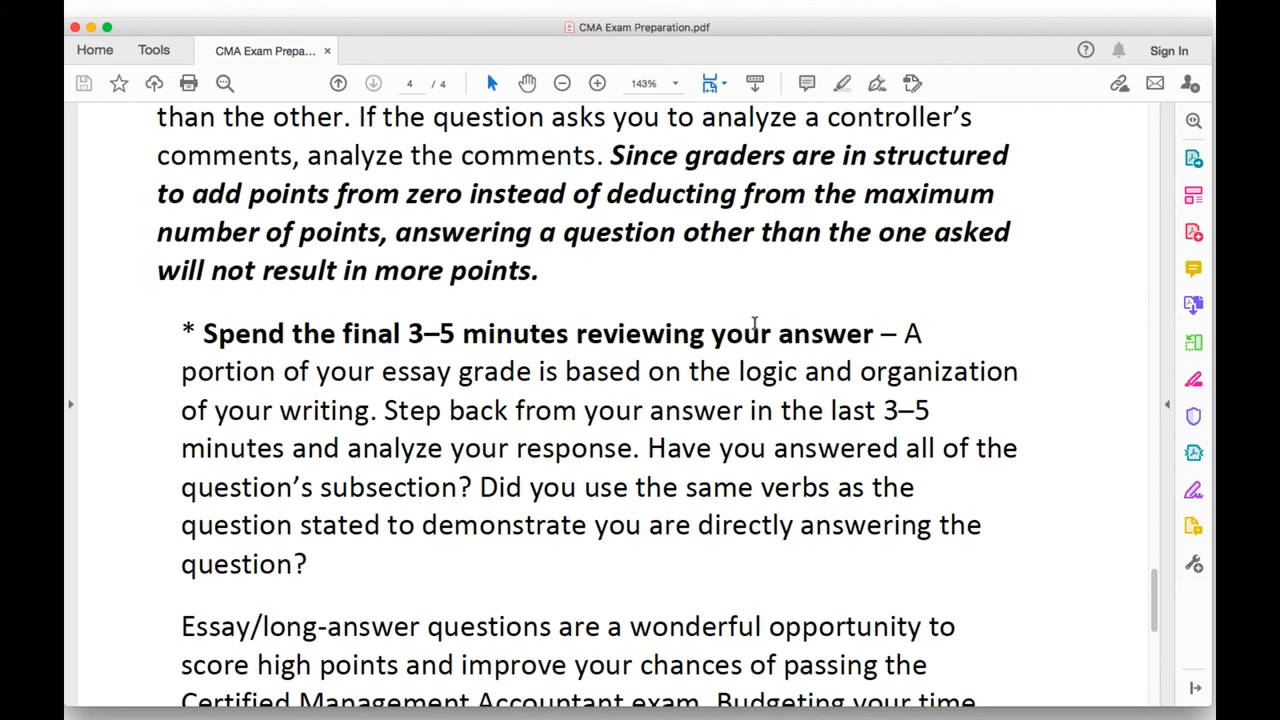 CMA Exam Preparation.pdf
Home Tools CMA Exam Prepa... × Sign In
4 / 4 143%
than the other. If the question asks you to analyze a controller’s
comments, analyze the comments. Since graders are in structured
to add points from zero instead of deducting from the maximum
number of points, answering a question other than the one asked
will not result in more points.
* Spend the final 3–5 minutes reviewing your answer – A
portion of your essay grade is based on the logic and organization
of your writing. Step back from your answer in the last 3–5
minutes and analyze your response. Have you answered all of the
question’s subsection? Did you use the same verbs as the
question stated to demonstrate you are directly answering the
question?
Essay/long-answer questions are a wonderful opportunity to
score high points and improve your chances of passing the
Certified Management Accountant exam. Budgeting your time